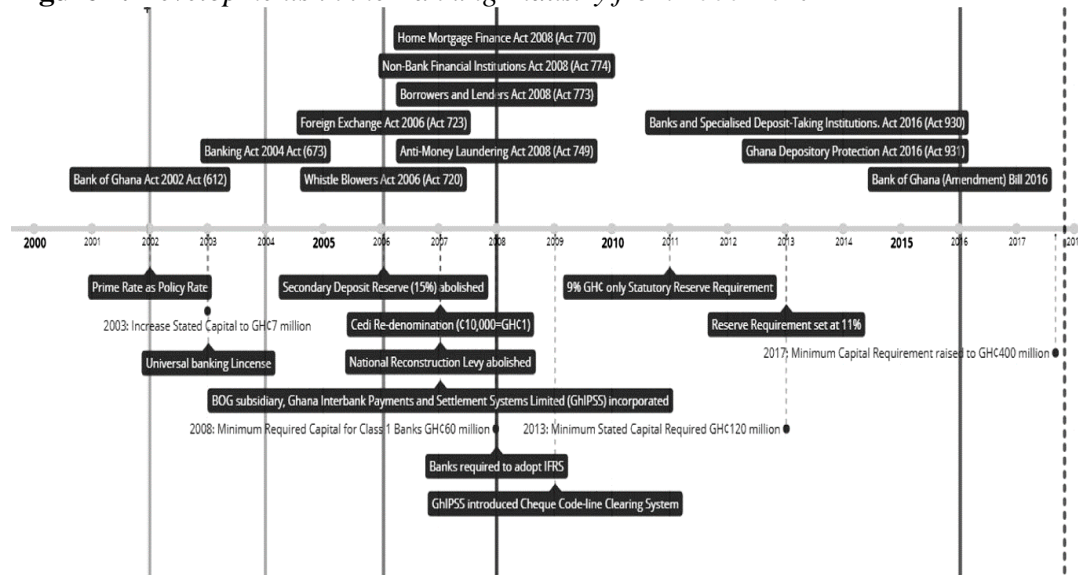 Home Mortgage Finance Act 2008 (Act 770)
Non-Bank Financial Institutions Act 2008 (Act 774)
Borrowers and Lenders Act 2008 (Act 773)
Foreign Exchange Act 2006 (Act 723)
Banks and Specialised Deposit-Taking Institutions. Act 2016 (Act 930)
Banking Act 2004 Act (673)
Anti-Money Laundering Act 2008 (Act 749)
Ghana Depository Protection Act 2016 (Act 931)
Bank of Ghana Act 2002 Act (612)
Whistle Blowers Act 2006 (Act 720)
Bank of Ghana (Amendment) Bill 2016
2000 2001 2002 2003 2004 2005 2006 2007 2008 2009 2010 2011 2012 2013 2014 2015 2016 2017
Prime Rate as Policy Rate
Secondary Deposit Reserve (15%) abolished
9% GH¢ only Statutory Reserve Requirement
2003: Increase Stated Capital to GH¢7 million
Cedi Re-denomination (¢10,000=GH¢1)
Reserve Requirement set at 11%
2017: Minimum Capital Requirement raised to GH¢400 million
Universal banking Lincense
National Reconstruction Levy abolished
BOG subsidiary, Ghana Interbank Payments and Settlement Systems Limited (GhIPSS) incorporated
2008: Minimum Required Capital for Class 1 Banks GH¢60 million
2013: Minimum Stated Capital Required GH¢120 million
Banks required to adopt IFRS
GhIPSS introduced Cheque Code-line Clearing System